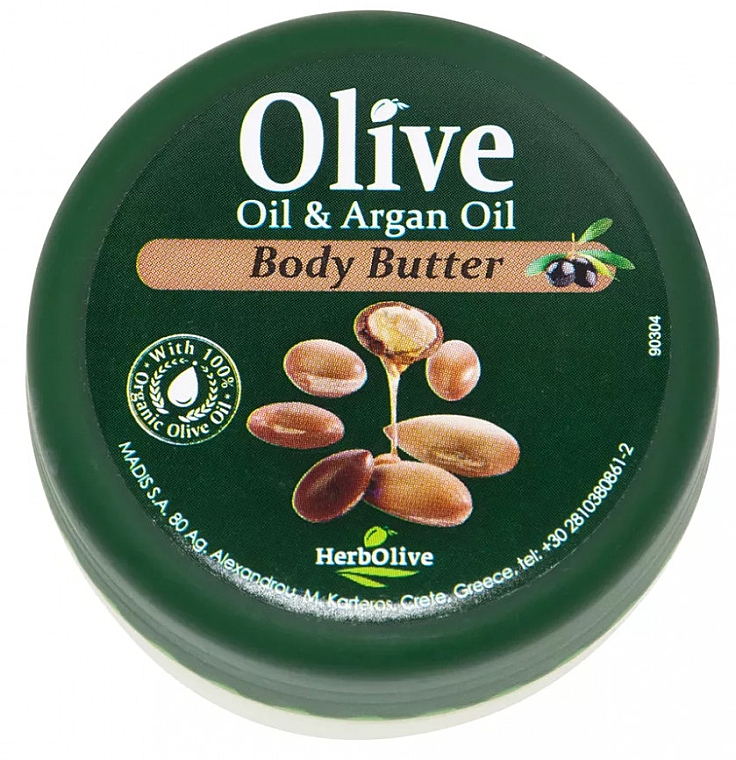 Olive
Oil & Argan Oil
Body Butter
90304
With 100%
Organic Olive Oil
HerbOlive
MADIS S.A. 80 Ag. Alexandrou, M. Karteros, Crete, Greece, tel: +30 2810380861-2